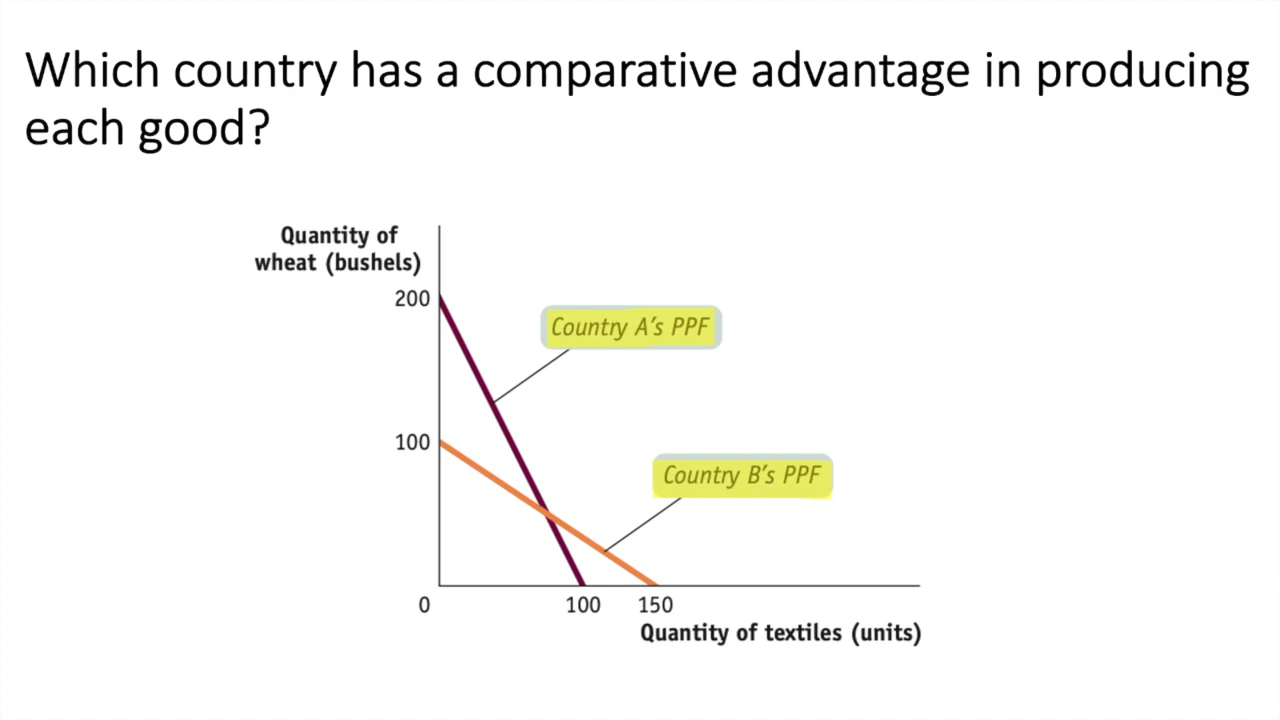 Which country has a comparative advantage in producing
each good?
Quantity of
wheat (bushels)
200
Country A's PPF
100
Country B's PPF
0
100
150
Quantity of textiles (units)